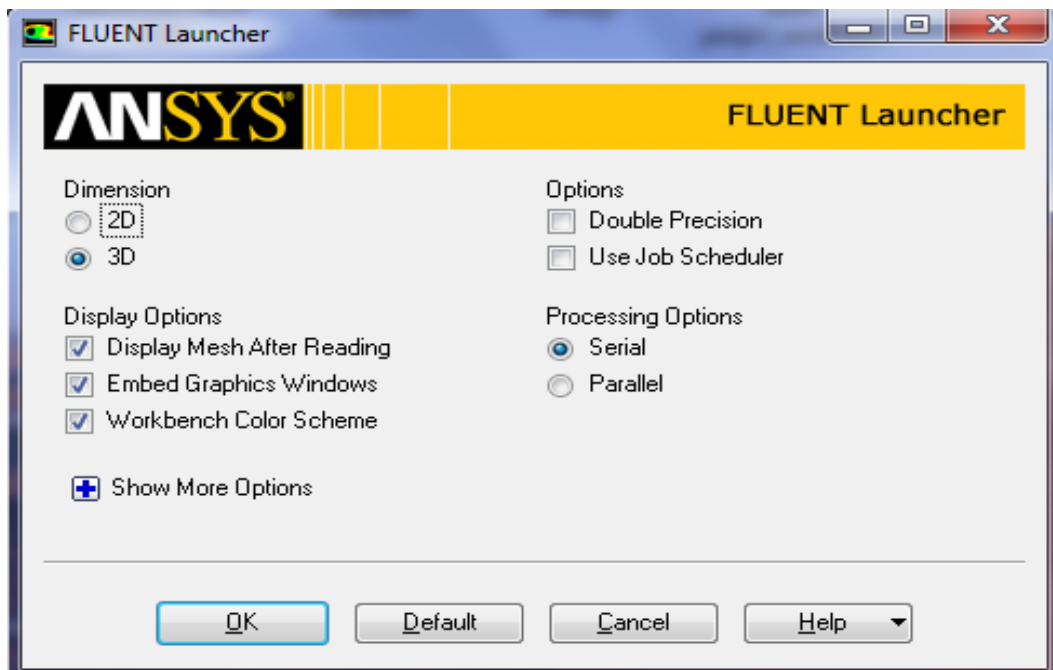 FLUENT Launcher
ANSYS®
FLUENT Launcher
Dimension
2D
3D
Options
Double Precision
Use Job Scheduler
Display Options
Display Mesh After Reading
Embed Graphics Windows
Workbench Color Scheme
Processing Options
Serial
Parallel
Show More Options
OK
Default
Cancel
Help